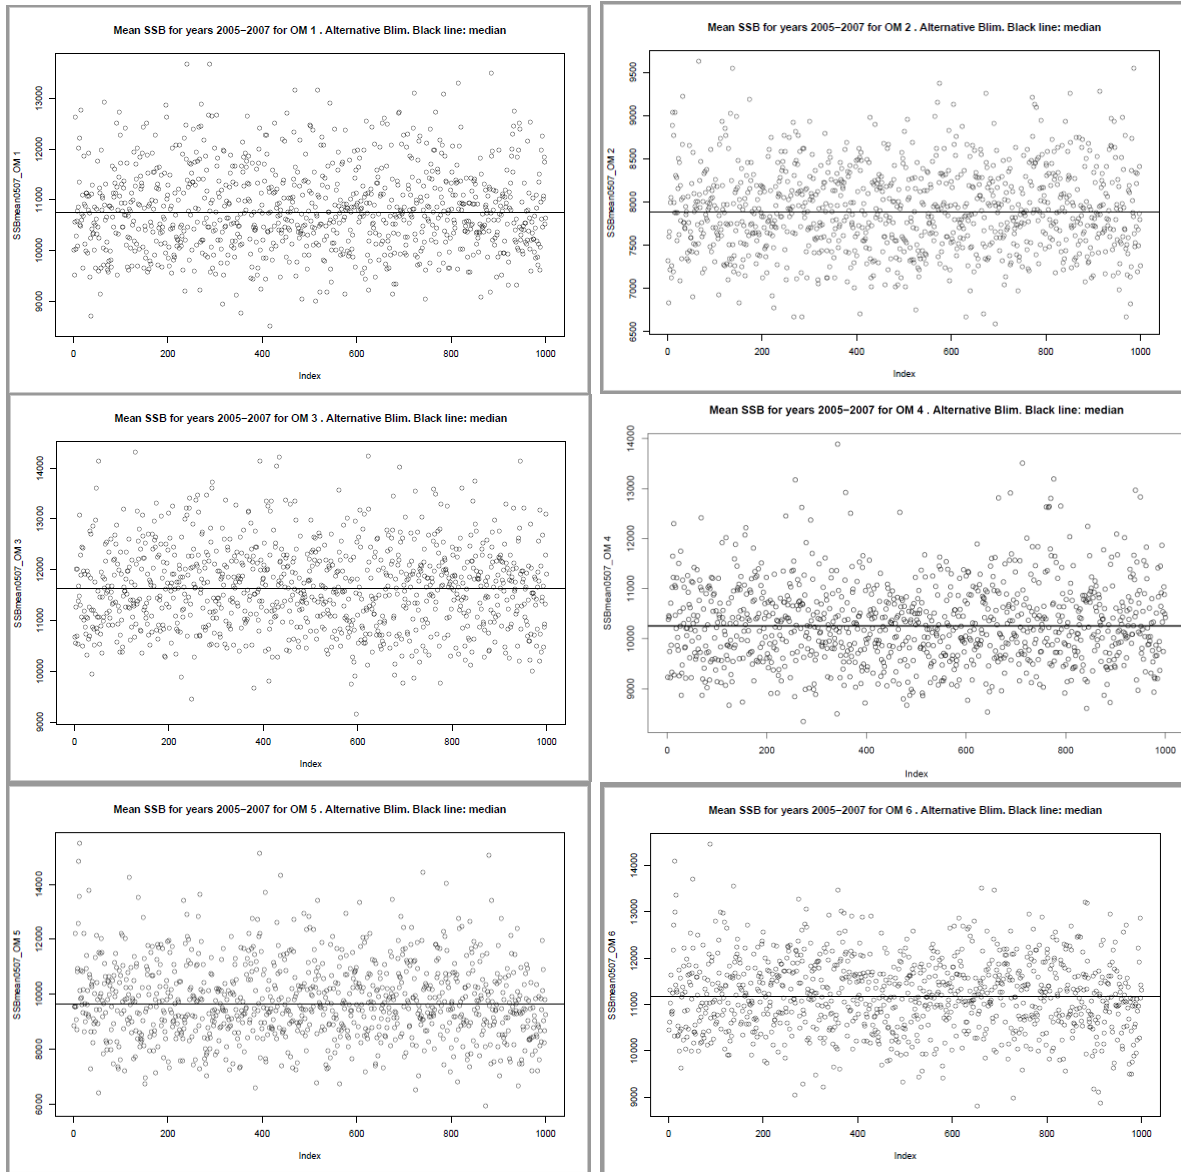 Mean SSB for years 2005−2007 for OM 1 . Alternative Blim. Black line: median
SSBmean0507_OM 1
13000
12000
11000
10000
9000
0 200 400 600 800 1000
Index
Mean SSB for years 2005−2007 for OM 2 . Alternative Blim. Black line: median
SSBmean0507_OM 2
9500
9000
8500
8000
7500
7000
6500
0 200 400 600 800 1000
Index
Mean SSB for years 2005−2007 for OM 3 . Alternative Blim. Black line: median
SSBmean0507_OM 3
14000
13000
12000
11000
10000
9000
0 200 400 600 800 1000
Index
Mean SSB for years 2005−2007 for OM 4 . Alternative Blim. Black line: median
SSBmean0507_OM 4
14000
13000
12000
11000
10000
9000
0 200 400 600 800 1000
Index
Mean SSB for years 2005−2007 for OM 5 . Alternative Blim. Black line: median
SSBmean0507_OM 5
14000
12000
10000
8000
6000
0 200 400 600 800 1000
Index
Mean SSB for years 2005−2007 for OM 6 . Alternative Blim. Black line: median
SSBmean0507_OM 6
14000
13000
12000
11000
10000
9000
0 200 400 600 800 1000
Index